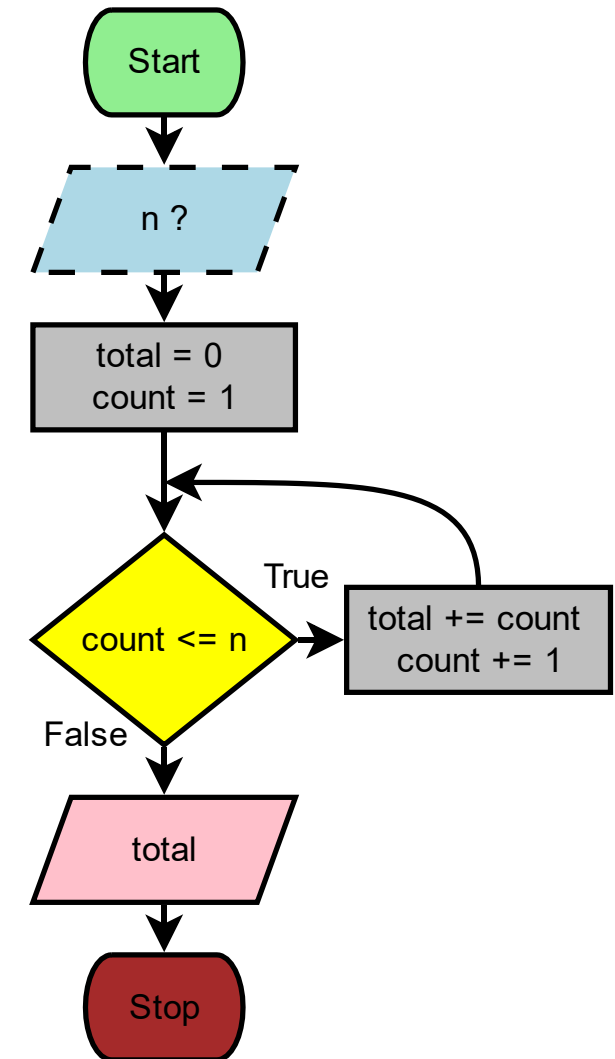 Start
n ?
total = 0
count = 1
True
count <= n
total += count
count += 1
False
total
Stop